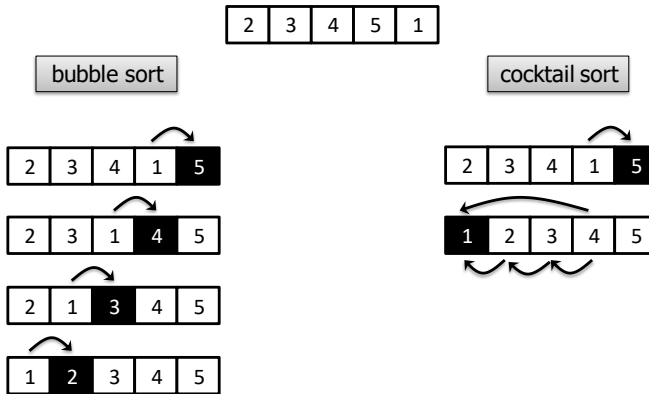 2 3 4 5 1
bubble sort
cocktail sort
2 3 4 1 5
2 3 1 4 5
2 1 3 4 5
1 2 3 4 5
2 3 4 1 5
1 2 3 4 5